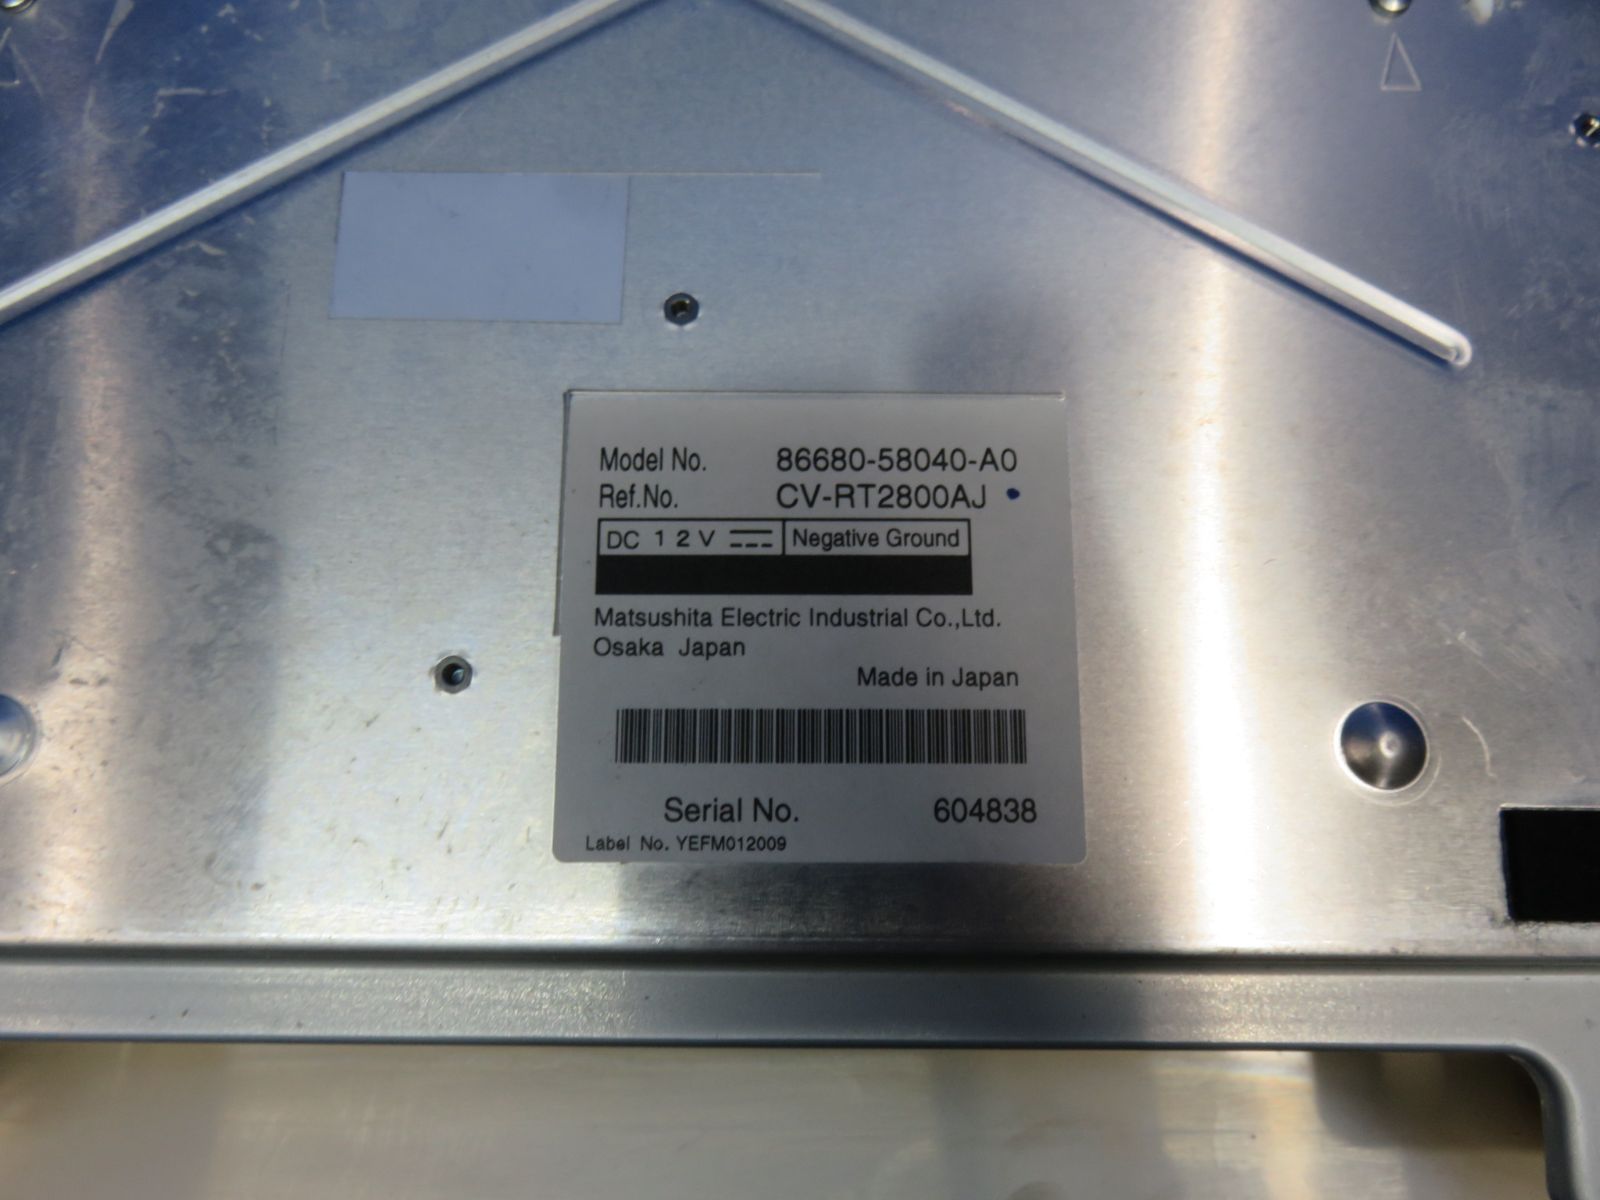 Model No. 86680-58040-A0
Ref.No. CV-RT2800AJ
DC 12V Negative Ground
Matsushita Electric Industrial Co.,Ltd.
Osaka Japan
Made in Japan
Serial No. 604838
Label No. YEFM012009